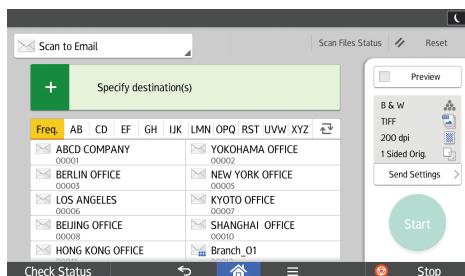 Scan to Email
Scan Files Status
Reset
Specify destination(s)
Preview
B & W
TIFF
200 dpi
1 Sided Orig.
Send Settings
Start
Freq. AB CD EF GH IJK LMN OPQ RST UVW XYZ
ABCD COMPANY
00001
YOKOHAMA OFFICE
00002
BERLIN OFFICE
00003
NEW YORK OFFICE
00005
LOS ANGELES
00006
KYOTO OFFICE
00007
BEIJING OFFICE
00008
SHANGHAI OFFICE
00010
HONG KONG OFFICE
Branch_01
Check Status
Stop